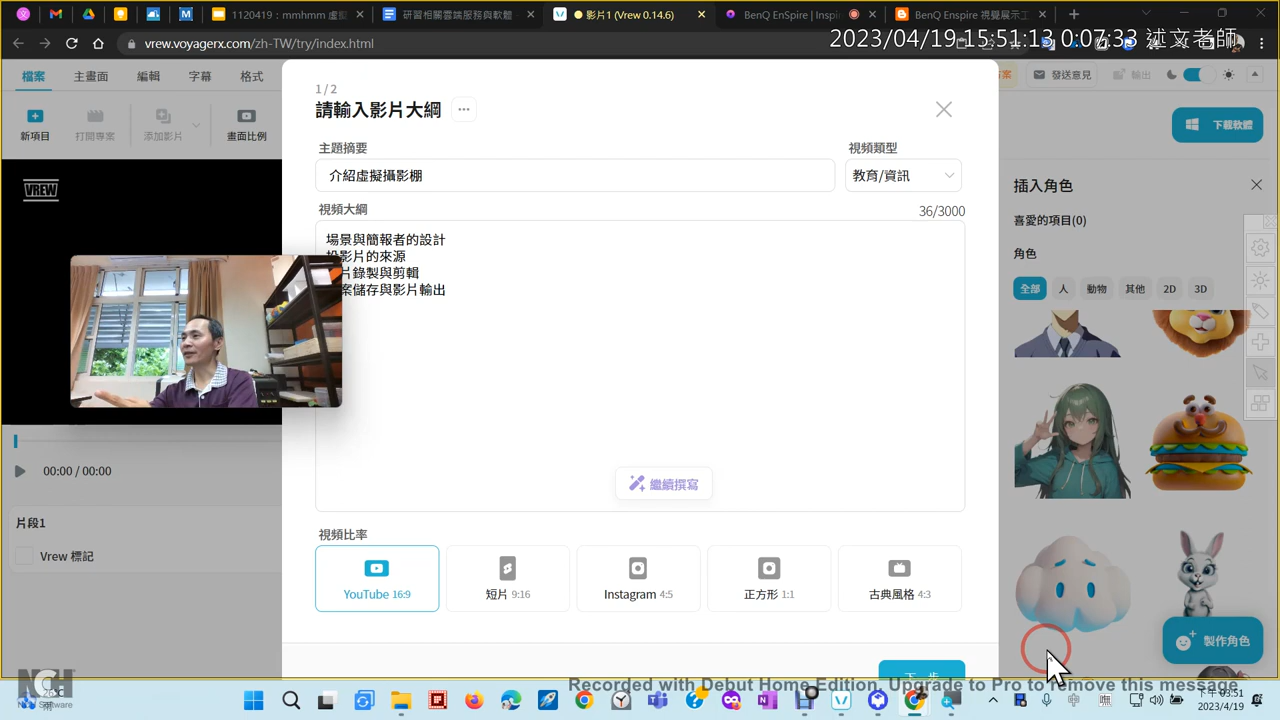 1120419：mmhmm 虛擬
研習相關雲端服務與軟體
影片1 (Vrew 0.14.6)
BenQ EnSpire | Inspi
BenQ Enspire 視覺展示工
vrew.voyagerx.com/zh-TW/try/index.html
2023/04/19 15:51:13 0:07:33 述文老師
檔案
主畫面
編輯
字幕
格式
發送意見
輸出
新項目
打開專案
添加影片
畫面比例
下載軟體
VREW
1 / 2
請輸入影片大綱
主題摘要
視頻類型
介紹虛擬攝影棚
教育/資訊
視頻大綱
36/3000
場景與簡報者的設計
影片的來源
片錄製與剪輯
案儲存與影片輸出
繼續撰寫
視頻比率
YouTube 16:9
短片 9:16
Instagram 4:5
正方形 1:1
古典風格 4:3
插入角色
喜愛的項目(0)
角色
全部
人
動物
其他
2D
3D
製作角色
00:00 / 00:00
片段1
Vrew 標記
NCH
Software
Recorded with Debut Home Edition. Upgrade to Pro to remove this message.
下午 03:51
2023/4/19